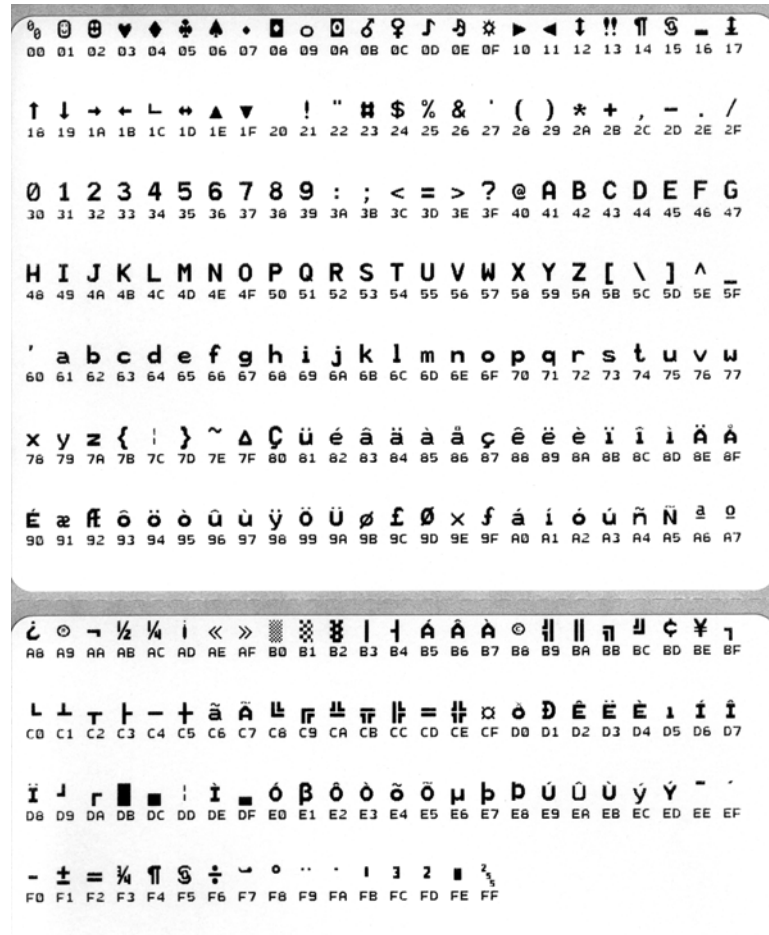 ⁰₀ ☺ ☻ ♥ ♦ ♣ ♠ • ◘ ○ ◙ ♂ ♀ ♪ ♫ ☼ ► ◄ ↕ ‼ ¶ § ▬ ↨
00 01 02 03 04 05 06 07 08 09 0A 0B 0C 0D 0E 0F 10 11 12 13 14 15 16 17
↑ ↓ → ← ∟ ↔ ▲ ▼ ! " # $ % & ' ( ) * + , - . /
18 19 1A 1B 1C 1D 1E 1F 20 21 22 23 24 25 26 27 28 29 2A 2B 2C 2D 2E 2F
0 1 2 3 4 5 6 7 8 9 : ; < = > ? @ A B C D E F G
30 31 32 33 34 35 36 37 38 39 3A 3B 3C 3D 3E 3F 40 41 42 43 44 45 46 47
H I J K L M N O P Q R S T U V W X Y Z [ \ ] ^ _
48 49 4A 4B 4C 4D 4E 4F 50 51 52 53 54 55 56 57 58 59 5A 5B 5C 5D 5E 5F
' a b c d e f g h i j k l m n o p q r s t u v w
60 61 62 63 64 65 66 67 68 69 6A 6B 6C 6D 6E 6F 70 71 72 73 74 75 76 77
x y z { ¦ } ~ ∆ Ç ü é â ä à å ç ê ë è ï î ì Ä Å
78 79 7A 7B 7C 7D 7E 7F 80 81 82 83 84 85 86 87 88 89 8A 8B 8C 8D 8E 8F
É æ Æ ô ö ò û ù ÿ Ö Ü ø £ Ø × ƒ á í ó ú ñ Ñ ª º
90 91 92 93 94 95 96 97 98 99 9A 9B 9C 9D 9E 9F A0 A1 A2 A3 A4 A5 A6 A7
¿ ® ¬ ½ ¼ ¡ « » ░ ▒ ▓ │ ┤ Á Â À © ╣ ║ ╗ ╝ ¢ ¥ ┐
A8 A9 AA AB AC AD AE AF B0 B1 B2 B3 B4 B5 B6 B7 B8 B9 BA BB BC BD BE BF
└ ┴ ┬ ├ ─ ┼ ã Ã ╚ ╔ ╩ ╦ ╠ ═ ╬ ¤ ð Ð Ê Ë È ı Í Î
C0 C1 C2 C3 C4 C5 C6 C7 C8 C9 CA CB CC CD CE CF D0 D1 D2 D3 D4 D5 D6 D7
Ï ┘ ┌ █ ▄ ¦ Ì ▄ Ó β Ô Ò õ Õ µ þ Þ Ú Û Ù ý Ý ¯ ´
D8 D9 DA DB DC DD DE DF E0 E1 E2 E3 E4 E5 E6 E7 E8 E9 EA EB EC ED EE EF
- ± = ¾ ¶ § ÷ ¸ ° ¨ · ı 3 2 ■ ²₅₅
F0 F1 F2 F3 F4 F5 F6 F7 F8 F9 FA FB FC FD FE FF